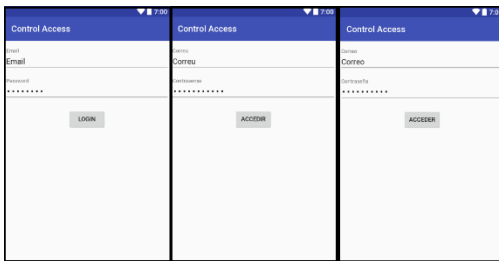 7:00
Control Access
Email
Email
Password
LOGIN
7:00
Control Access
Correu
Correu
Contrasenya
ACCEDIR
7:00
Control Access
Correo
Correo
Contraseña
ACCEDER